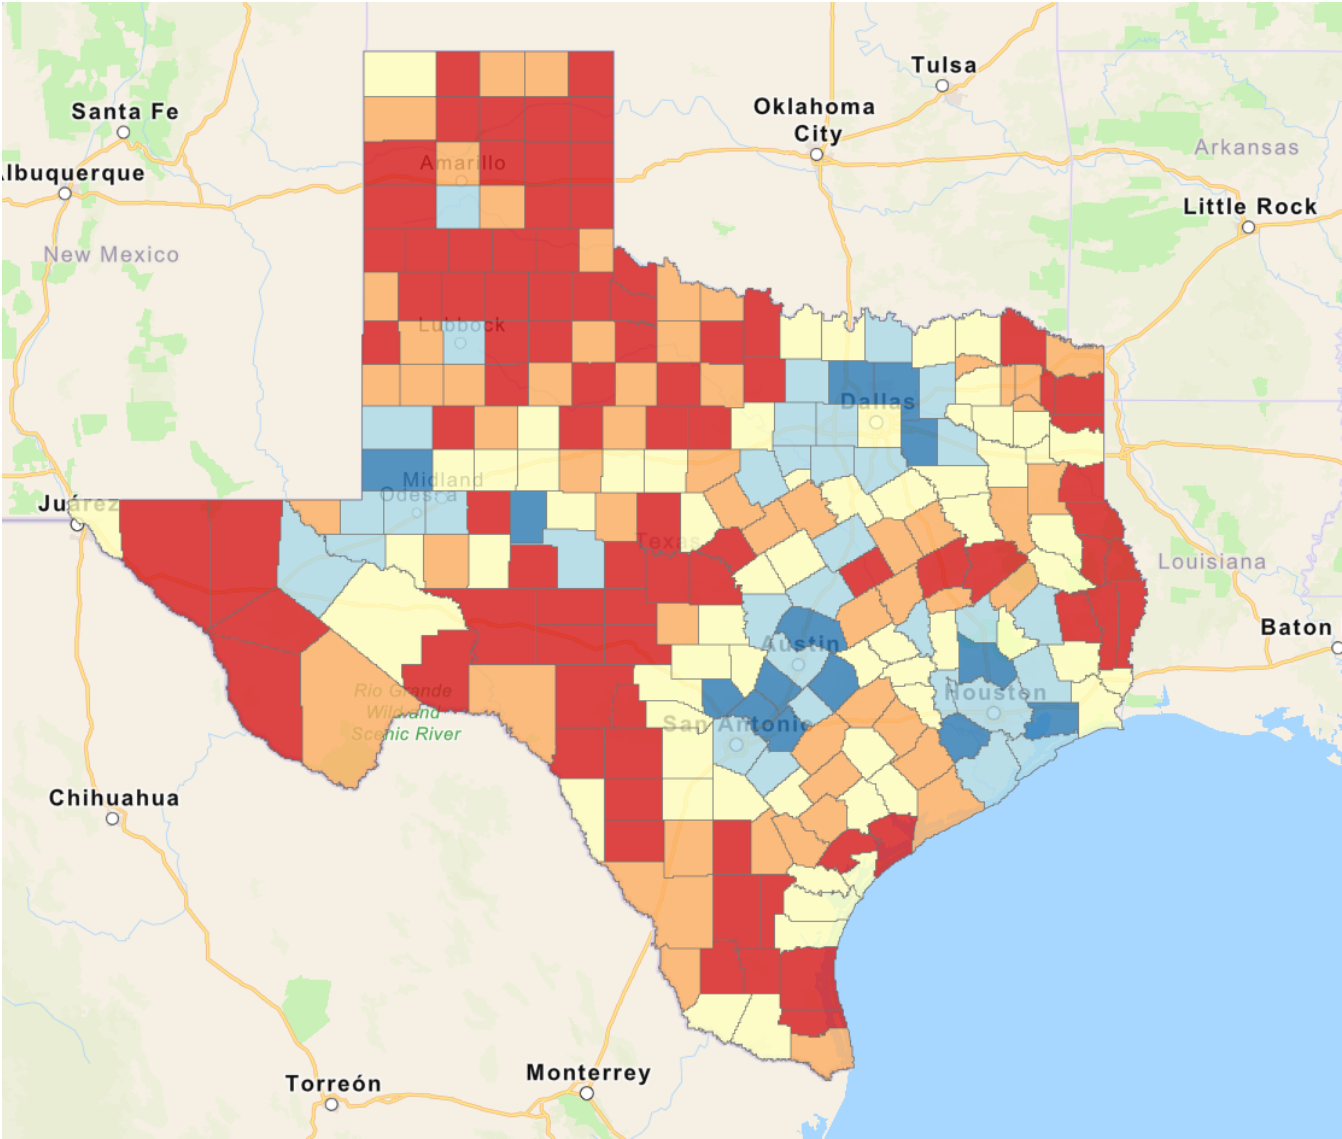 Tulsa
Santa Fe
Oklahoma
City
Arkansas
Amarillo
lbuquerque
Little Rock
New Mexico
Lubbock
Dallas
Midland
Odessa
Juárez
Texas
Louisiana
Baton
Austin
Rio Grande
Wild and
Scenic River
Houston
San Antonio
Chihuahua
Torreón
Monterrey